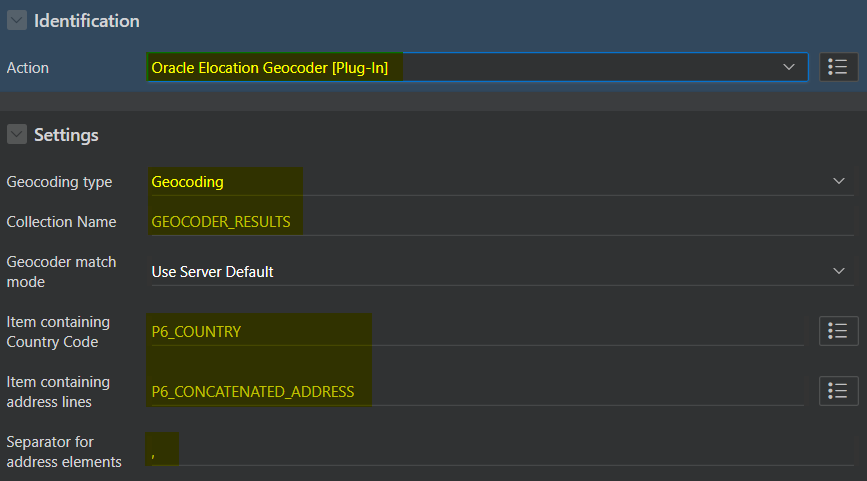 Identification
Action
Oracle Elocation Geocoder [Plug-In]
Settings
Geocoding type
Geocoding
Collection Name
GEOCODER_RESULTS
Geocoder match
mode
Use Server Default
Item containing
Country Code
P6_COUNTRY
Item containing
address lines
P6_CONCATENATED_ADDRESS
Separator for
address elements
,